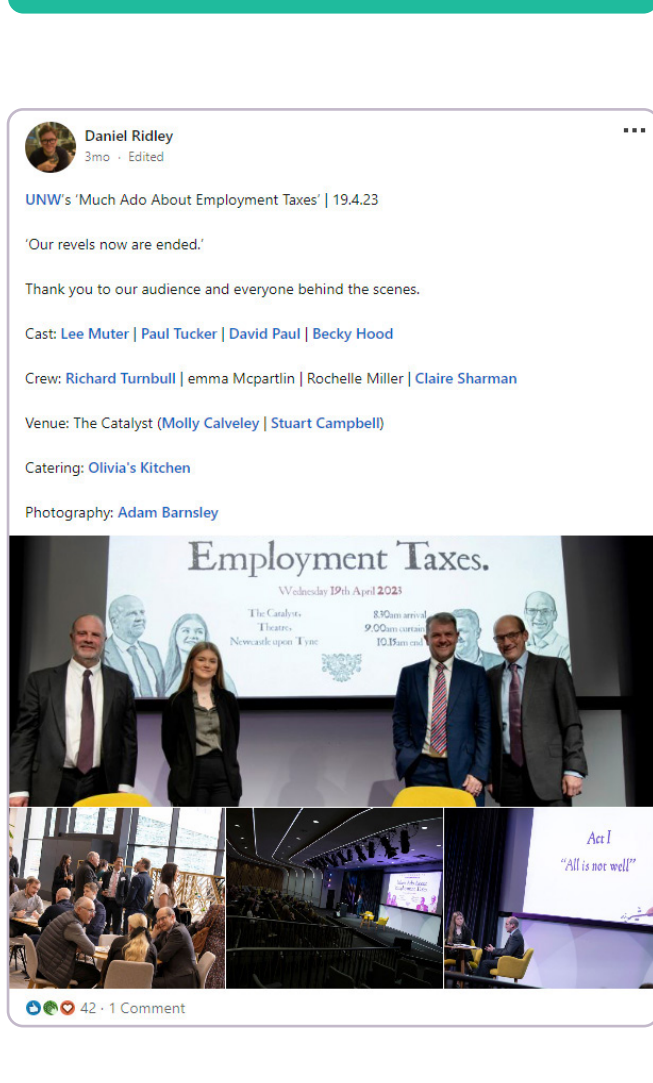 Daniel Ridley
3mo · Edited
UNW's 'Much Ado About Employment Taxes' | 19.4.23
'Our revels now are ended.'
Thank you to our audience and everyone behind the scenes.
Cast: Lee Muter | Paul Tucker | David Paul | Becky Hood
Crew: Richard Turnbull | emma Mcpartlin | Rochelle Miller | Claire Sharman
Venue: The Catalyst (Molly Calveley | Stuart Campbell)
Catering: Olivia's Kitchen
Photography: Adam Barnsley
Employment Taxes.
Wednesday 19th April 2023
The Catalyst,
Theatre,
Newcastle upon Tyne
8.30am arrival
9.00am curtain
10.15am end
Act I
"All is not well"
42 · 1 Comment